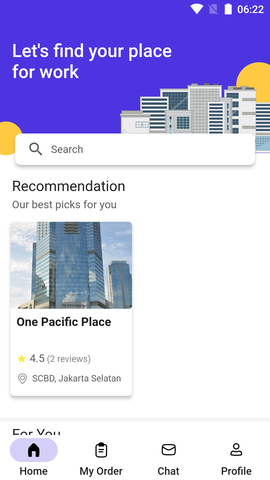 06:22
Let's find your place
for work
Search
Recommendation
Our best picks for you
One Pacific Place
4.5 (2 reviews)
SCBD, Jakarta Selatan
For You
Home
My Order
Chat
Profile